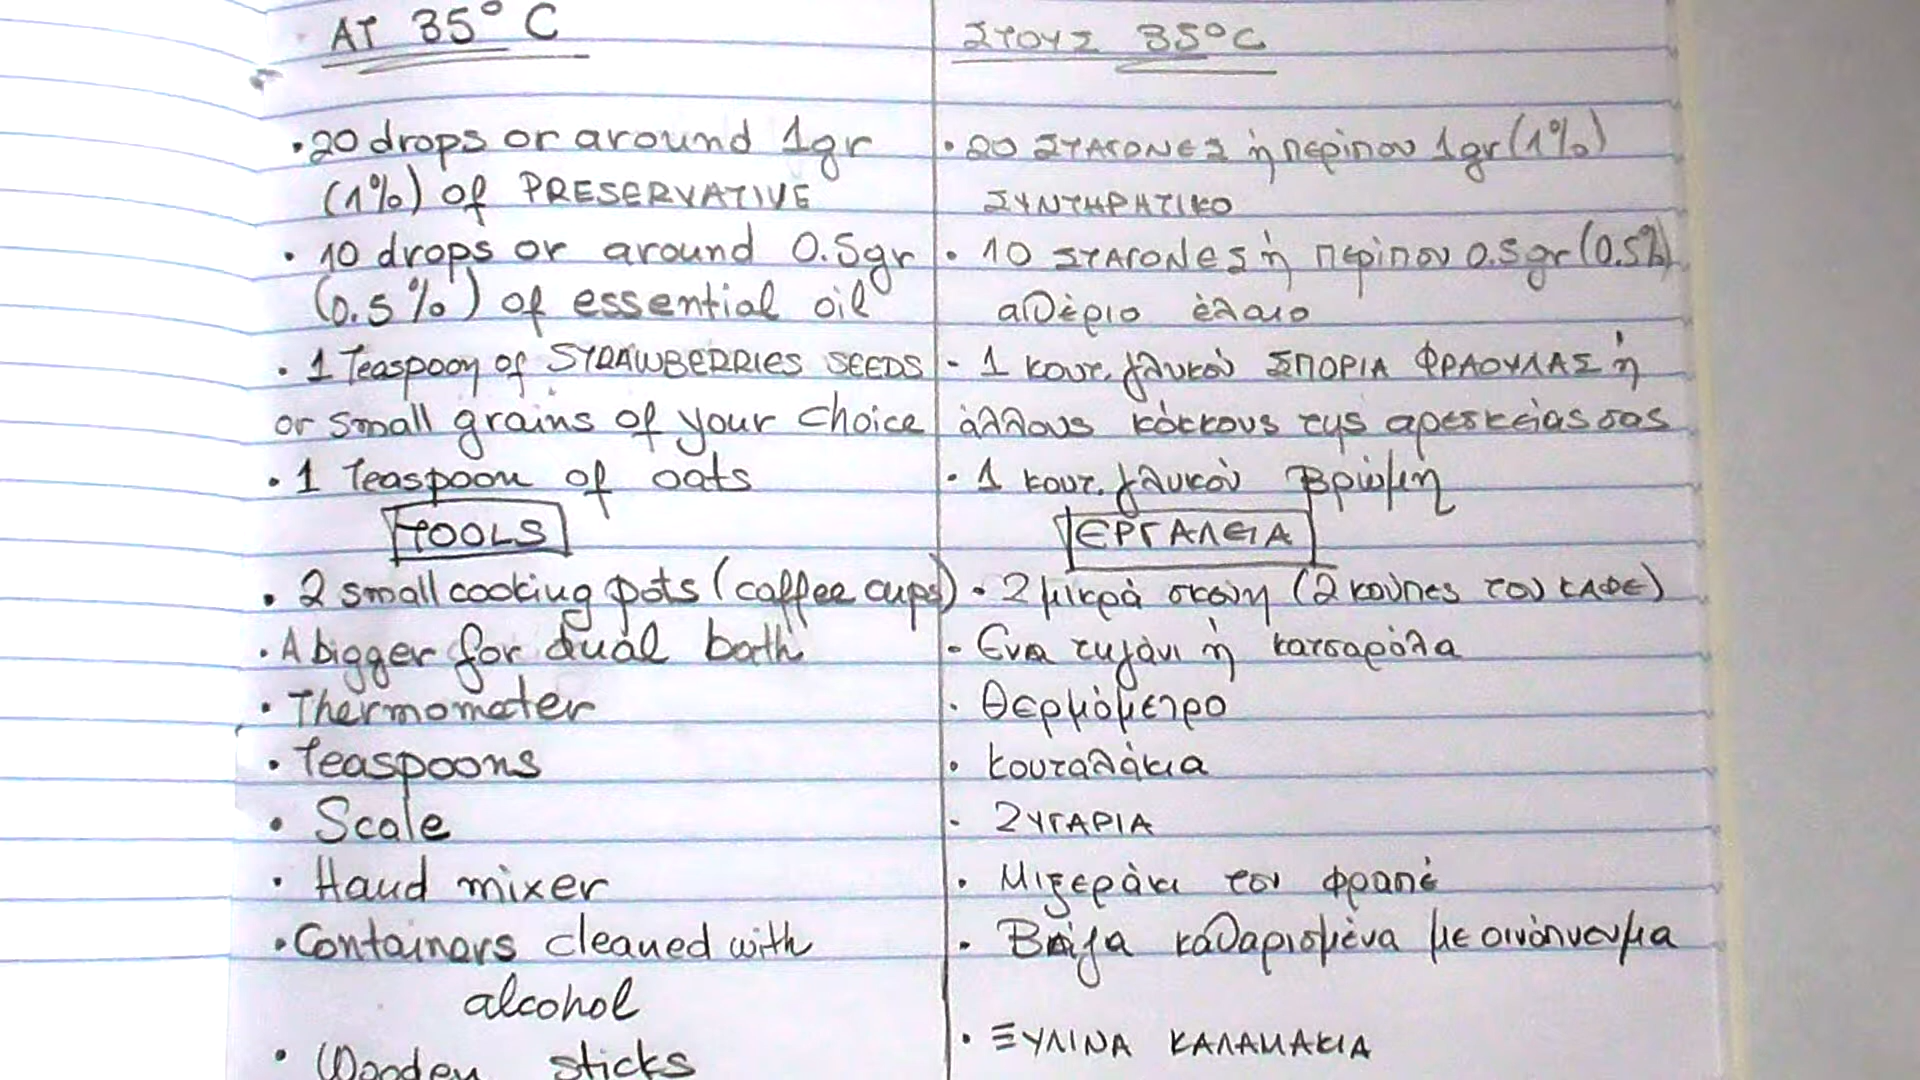 AT 35° C
• 20 drops or around 1gr
(1%) of PRESERVATIVE
• 10 drops or around 0.5gr
(0.5%) of essential oil
• 1 Teaspoon of STRAWBERRIES SEEDS
or small grains of your choice
• 1 Teaspoon of oats
TOOLS
• 2 small cooking pots (caffee cups)
• A bigger for dual bath
• Thermometer
• Teaspoons
• Scale
• Hand mixer
• Containers cleaned with
alcohol
• Wooden sticks
ΣΤΟΥΣ 35°C
• 20 ΣΤΑΓΟΝΕΣ ή περίπου 1gr (1%)
ΣΥΝΤΗΡΗΤΙΚΟ
• 10 ΣΤΑΓΟΝΕΣ ή περίπου 0.5gr (0.5%)
αιθέριο έλαιο
- 1 κουτ. γλυκού ΣΠΟΡΙΑ ΦΡΑΟΥΛΑΣ ή
άλλους κόκκους της αρεσκείας σας
• 1 κουτ. γλυκού βρώμη
ΕΡΓΑΛΕΙΑ
• 2 μικρά σκεύη (2 κούπες του ΚΑΦΕ)
- Ενα τηγάνι ή κατσαρόλα
• Θερμόμετρο
• κουταλάκια
- ΖΥΓΑΡΙΑ
• Μιξεράκι του φραπέ
• Βάζα καθαρισμένα με οινόπνευμα
• ΞΥΛΙΝΑ ΚΑΛΑΜΑΚΙΑ